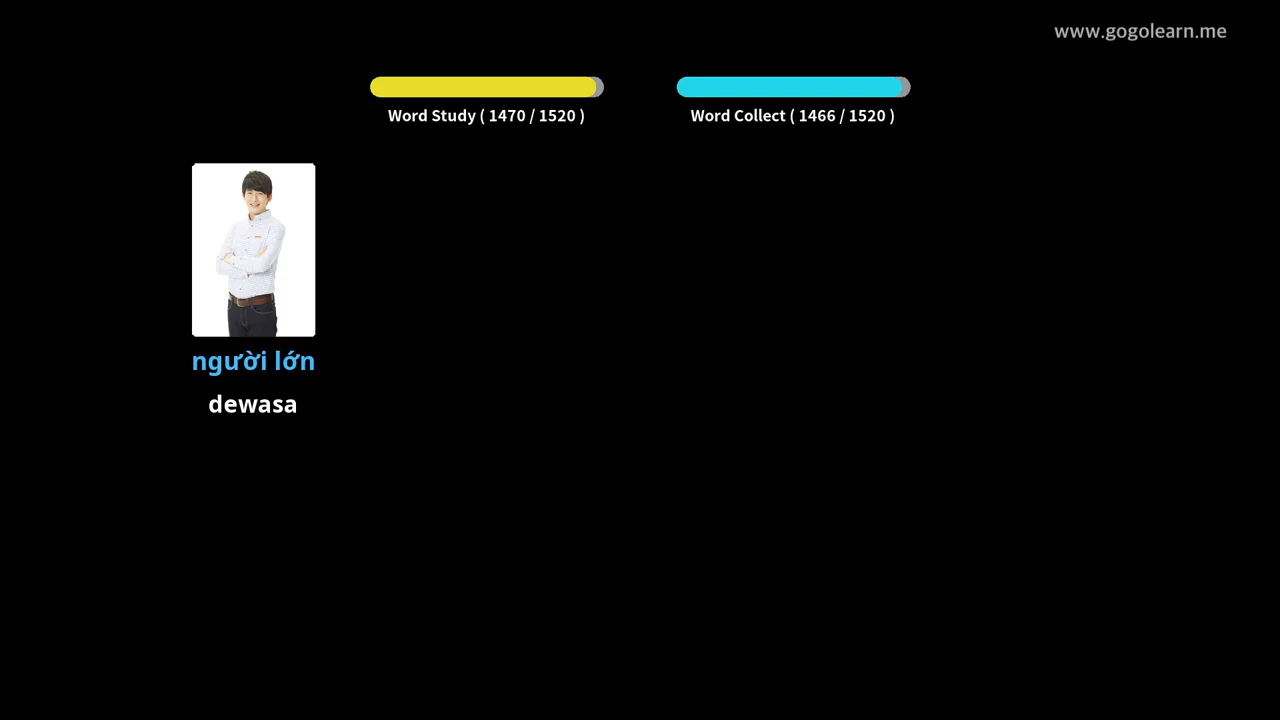 www.gogolearn.me
Word Study ( 1470 / 1520 )
Word Collect ( 1466 / 1520 )
người lớn
dewasa